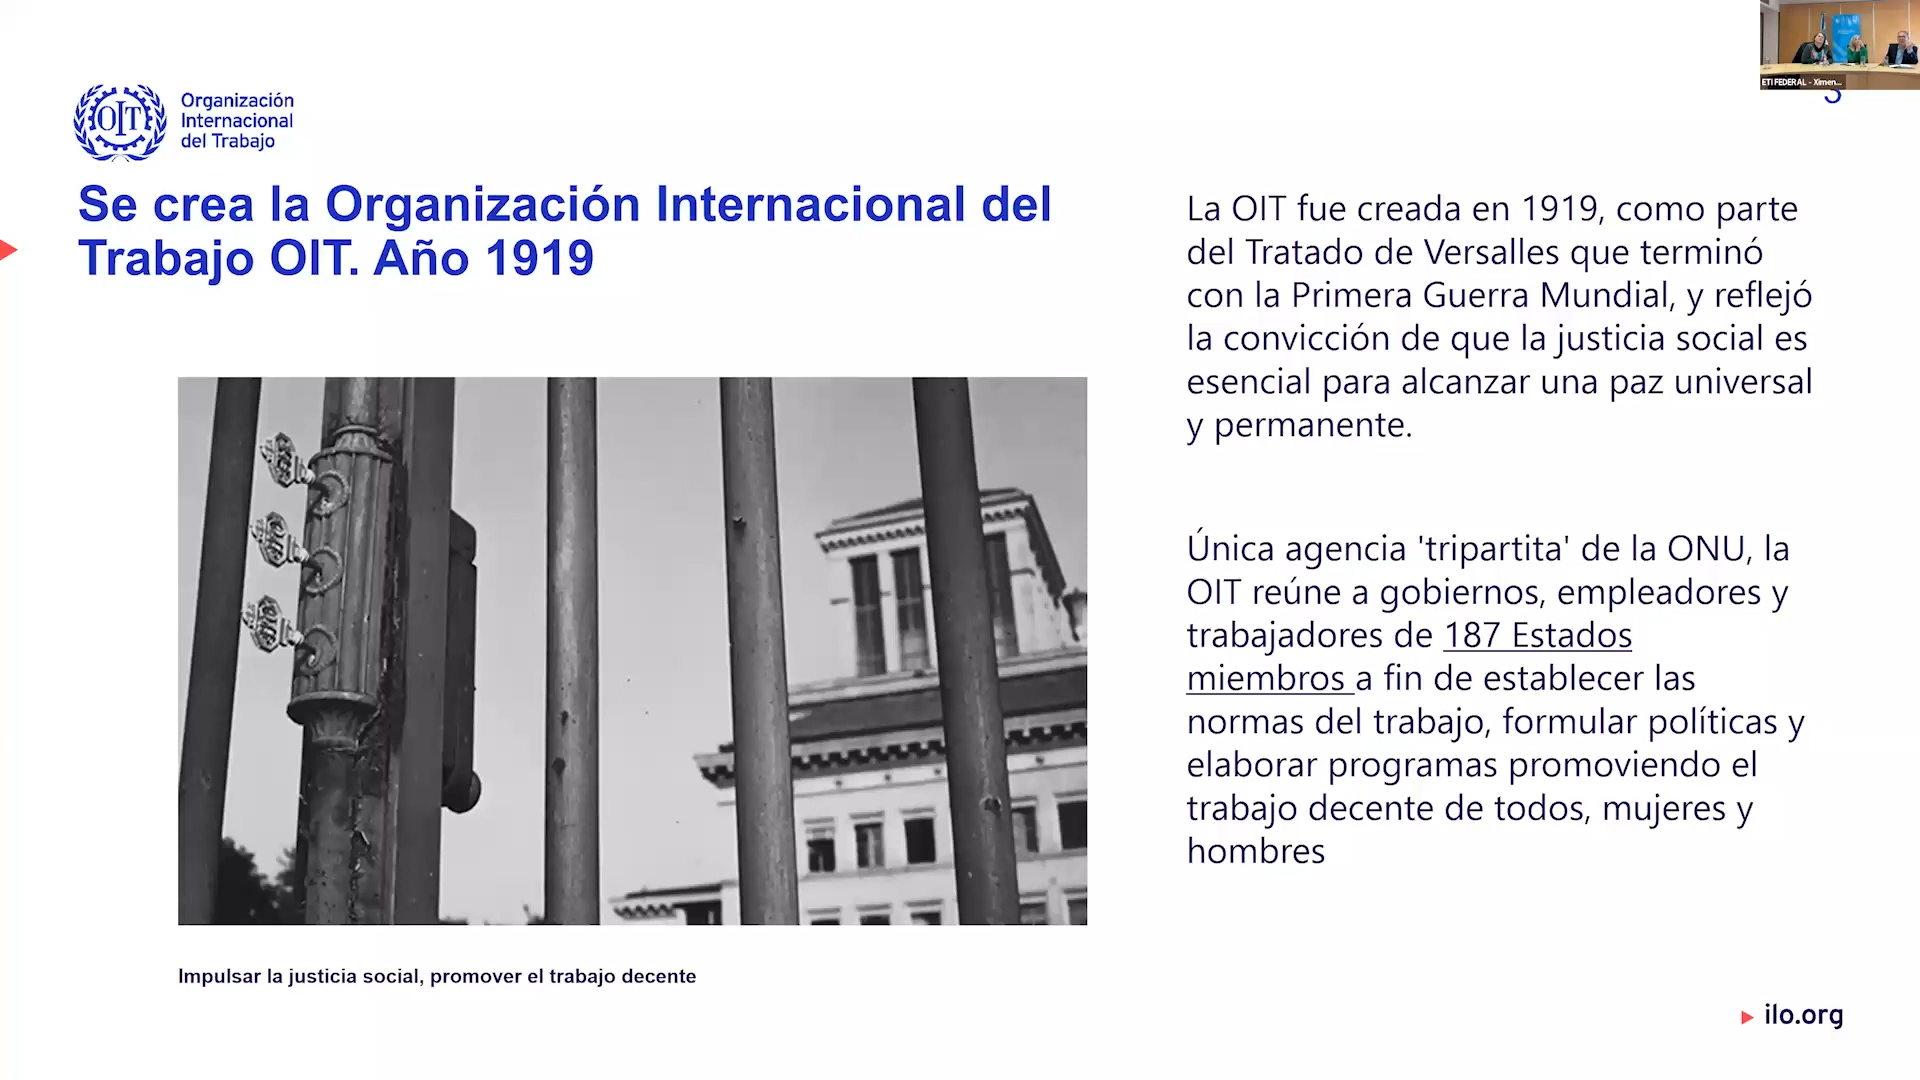 ETI FEDERAL - Ximen...
3
OIT
Organización
Internacional
del Trabajo
Se crea la Organización Internacional del
Trabajo OIT. Año 1919
La OIT fue creada en 1919, como parte
del Tratado de Versalles que terminó
con la Primera Guerra Mundial, y reflejó
la convicción de que la justicia social es
esencial para alcanzar una paz universal
y permanente.
Única agencia 'tripartita' de la ONU, la
OIT reúne a gobiernos, empleadores y
trabajadores de 187 Estados
miembros a fin de establecer las
normas del trabajo, formular políticas y
elaborar programas promoviendo el
trabajo decente de todos, mujeres y
hombres
Impulsar la justicia social, promover el trabajo decente
ilo.org